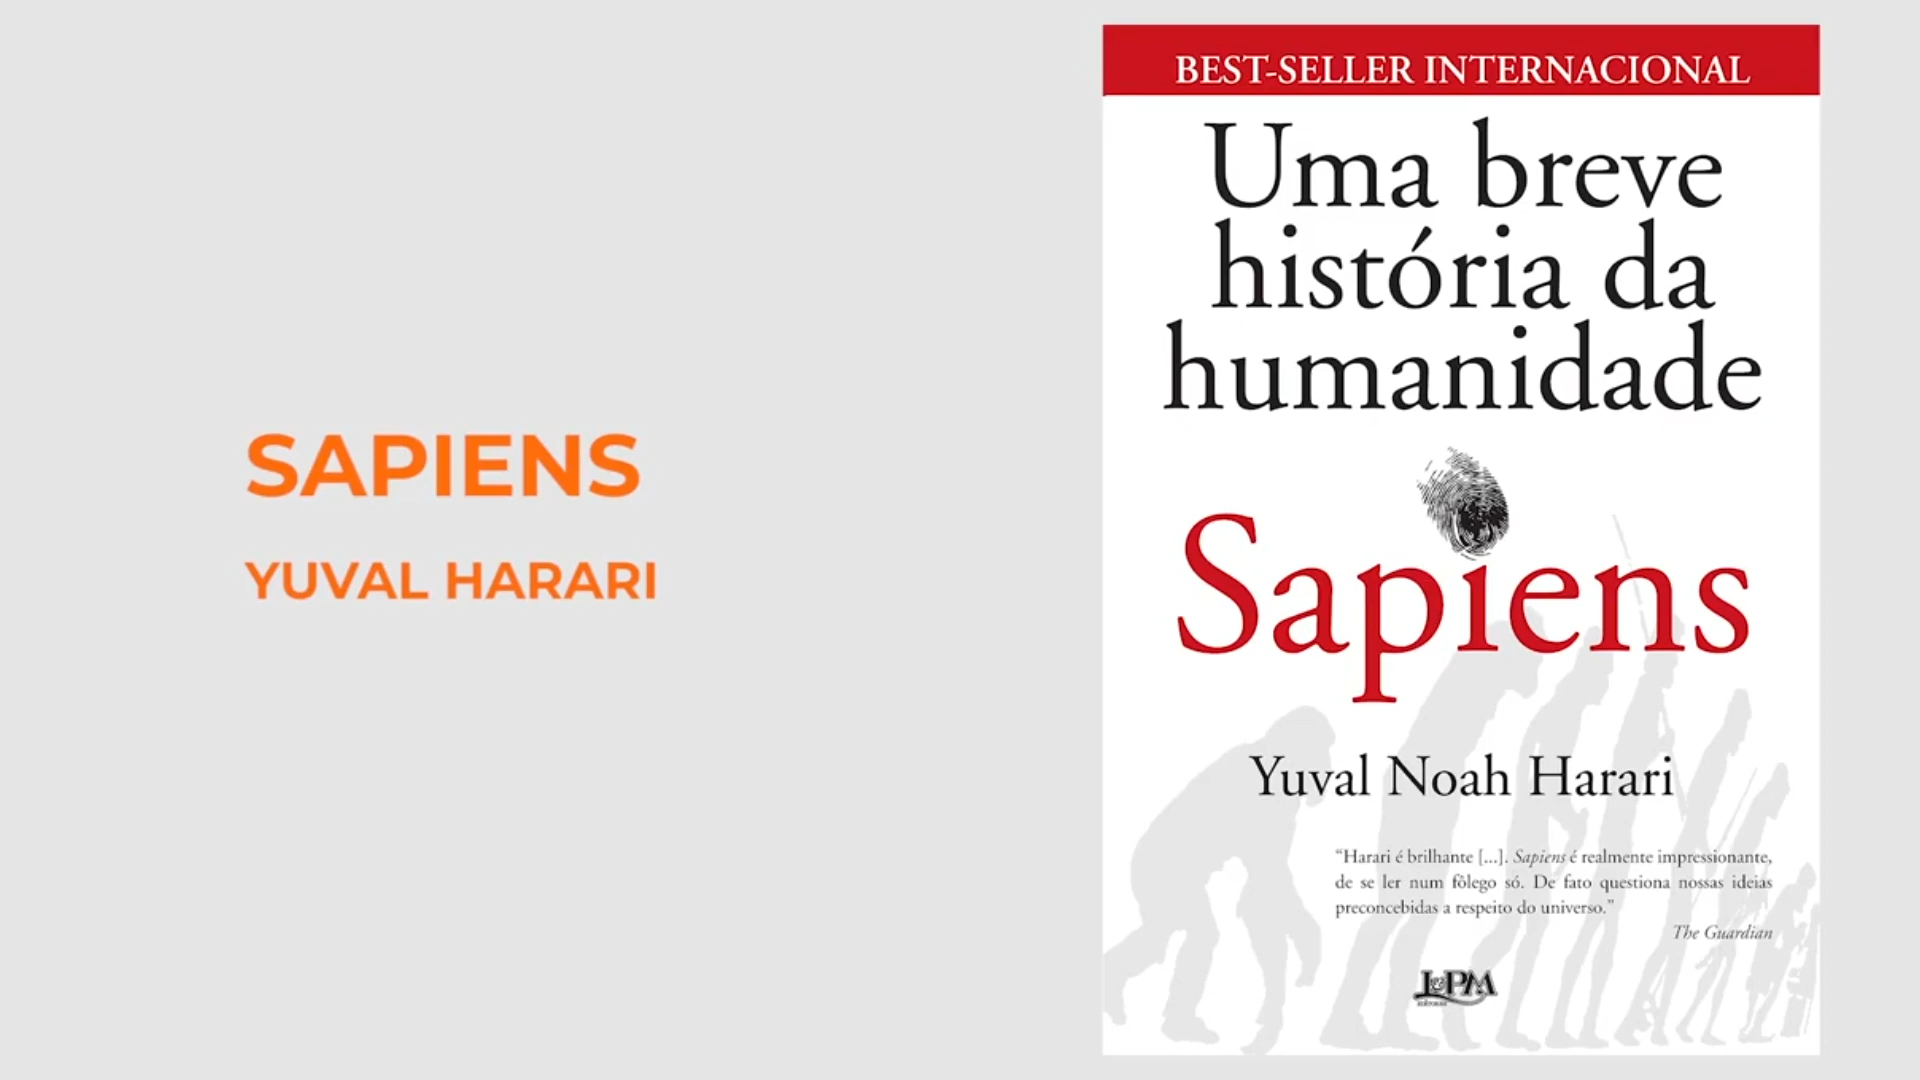 SAPIENS
YUVAL HARARI
BEST-SELLER INTERNACIONAL
Uma breve
história da
humanidade
Sapiens
Yuval Noah Harari
“Harari é brilhante [...]. Sapiens é realmente impressionante,
de se ler num fôlego só. De fato questiona nossas ideias
preconcebidas a respeito do universo.”
The Guardian
L&PM
EDITORES